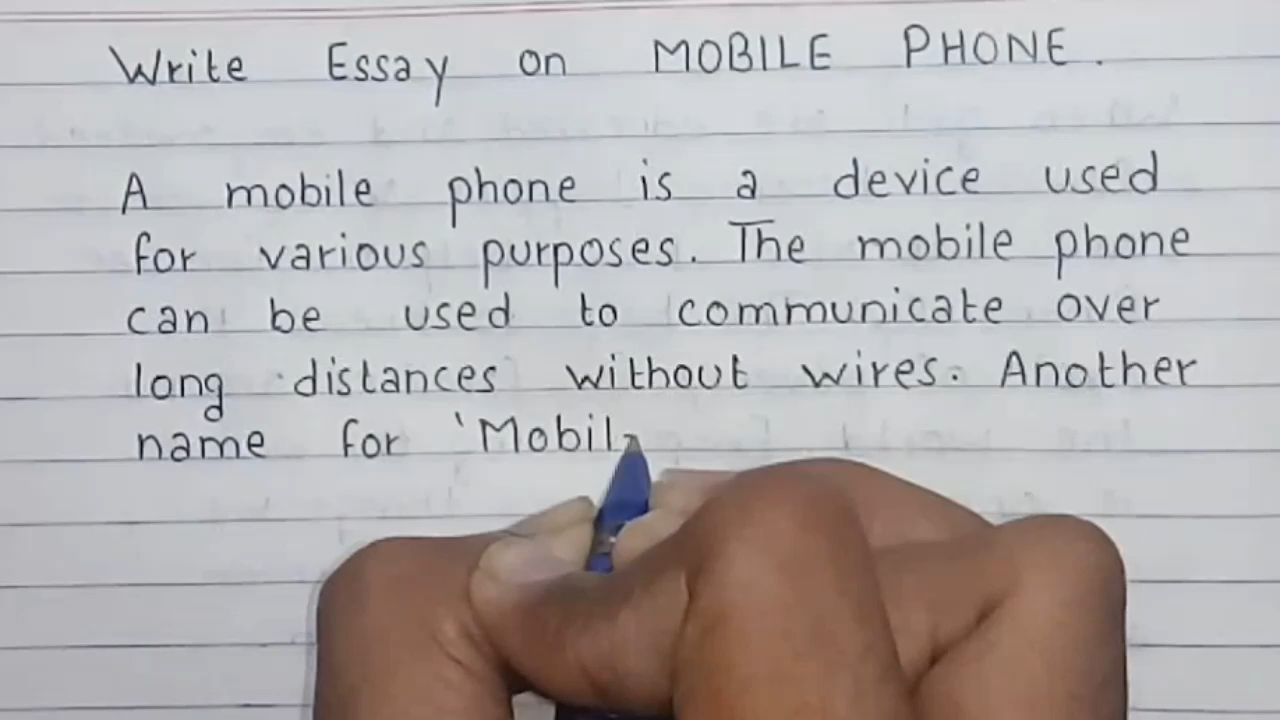 Write Essay on MOBILE PHONE.
A mobile phone is a device used
for various purposes. The mobile phone
can be used to communicate over
long distances without wires. Another
name for 'Mobil